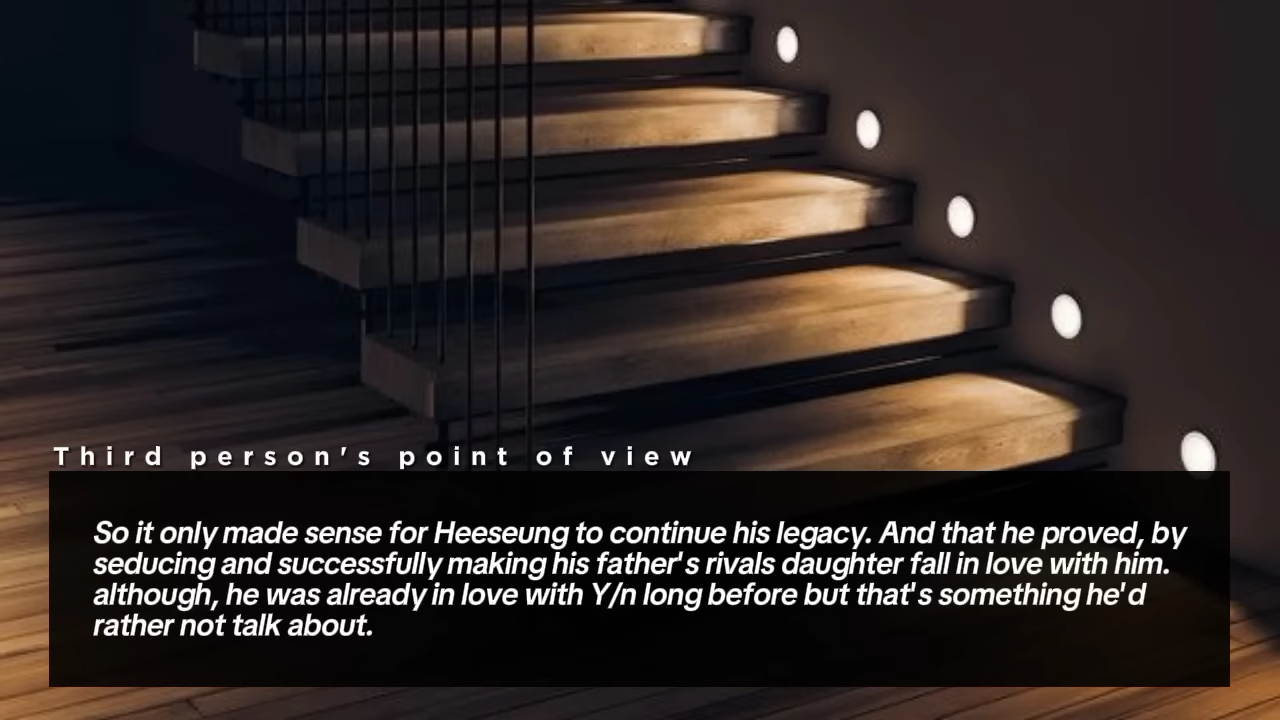 Third person's point of view
So it only made sense for Heeseung to continue his legacy. And that he proved, by
seducing and successfully making his father's rivals daughter fall in love with him.
although, he was already in love with Y/n long before but that's something he'd
rather not talk about.